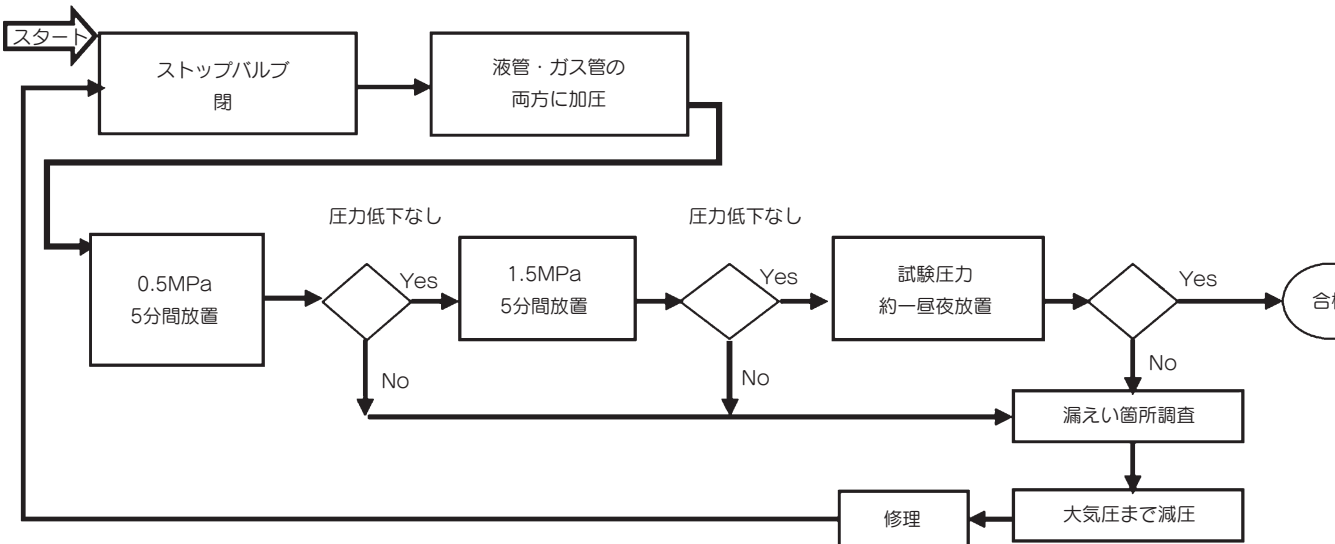 スタート
ストップバルブ
閉
液管・ガス管の
両方に加圧
圧力低下なし
圧力低下なし
0.5MPa
5分間放置
Yes
1.5MPa
5分間放置
Yes
試験圧力
約一昼夜放置
Yes
No
No
No
漏えい箇所調査
大気圧まで減圧
修理